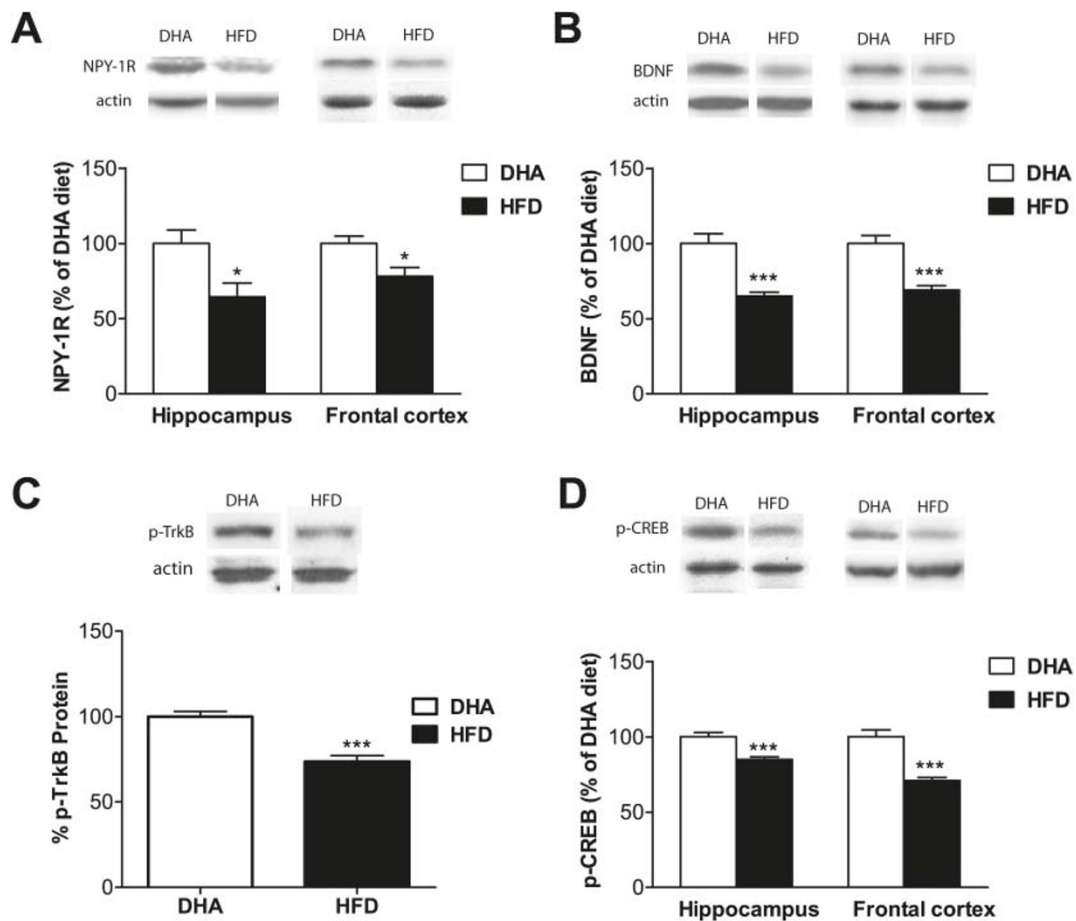 A
DHA HFD DHA HFD
NPY-1R
actin
150
100
50
0
NPY-1R (% of DHA diet)
DHA
HFD
*
*
Hippocampus Frontal cortex
B
DHA HFD DHA HFD
BDNF
actin
150
100
50
0
BDNF (% of DHA diet)
DHA
HFD
***
***
Hippocampus Frontal cortex
C
DHA HFD
p-TrkB
actin
150
100
50
0
% p-TrkB Protein
DHA
HFD
***
DHA HFD
D
DHA HFD DHA HFD
p-CREB
actin
150
100
50
0
p-CREB (% of DHA diet)
DHA
HFD
***
***
Hippocampus Frontal cortex